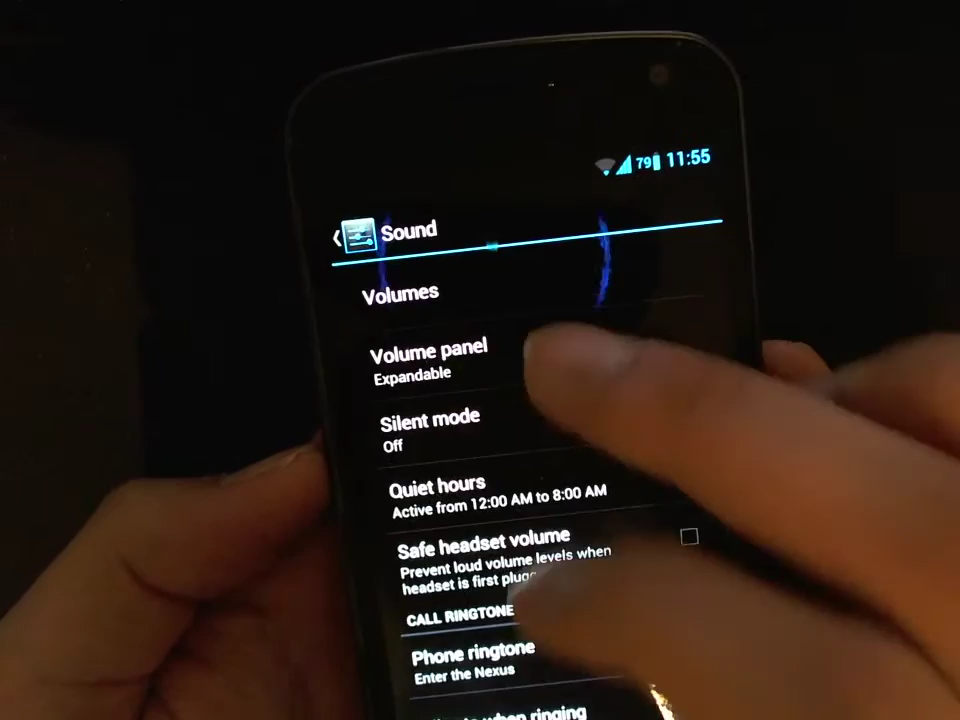 79 11:55
Sound
Volumes
Volume panel
Expandable
Silent mode
Off
Quiet hours
Active from 12:00 AM to 8:00 AM
Safe headset volume
Prevent loud volume levels when
headset is first
CALL RINGTONE
Phone ringtone
Enter the Nexus
when ringing